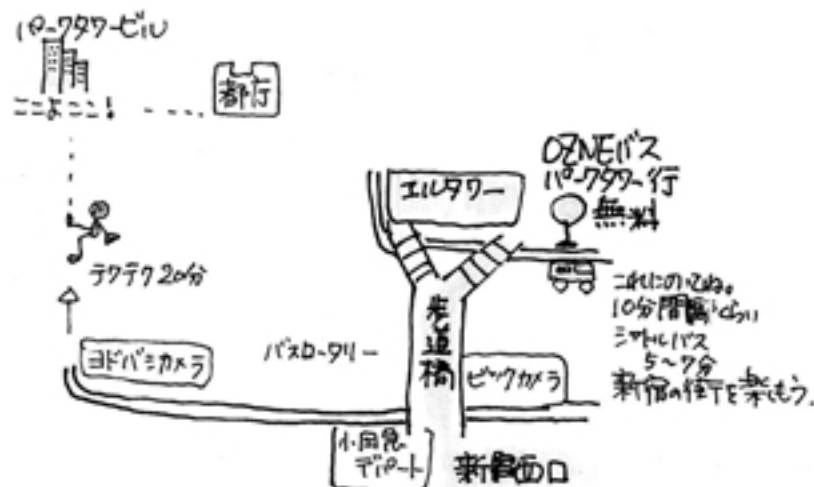 パークタワービル
都庁
ここよここ!
OZNEバス
パークタワー行
無料
エルタワー
テクテク20分
これにのってね。
10分間隔くらい
シャトルバス
5~7分
新宿の街を楽しもう。
歩道橋
バスロータリー
ヨドバシカメラ
ビックカメラ
小田急
デパート
新宿西口